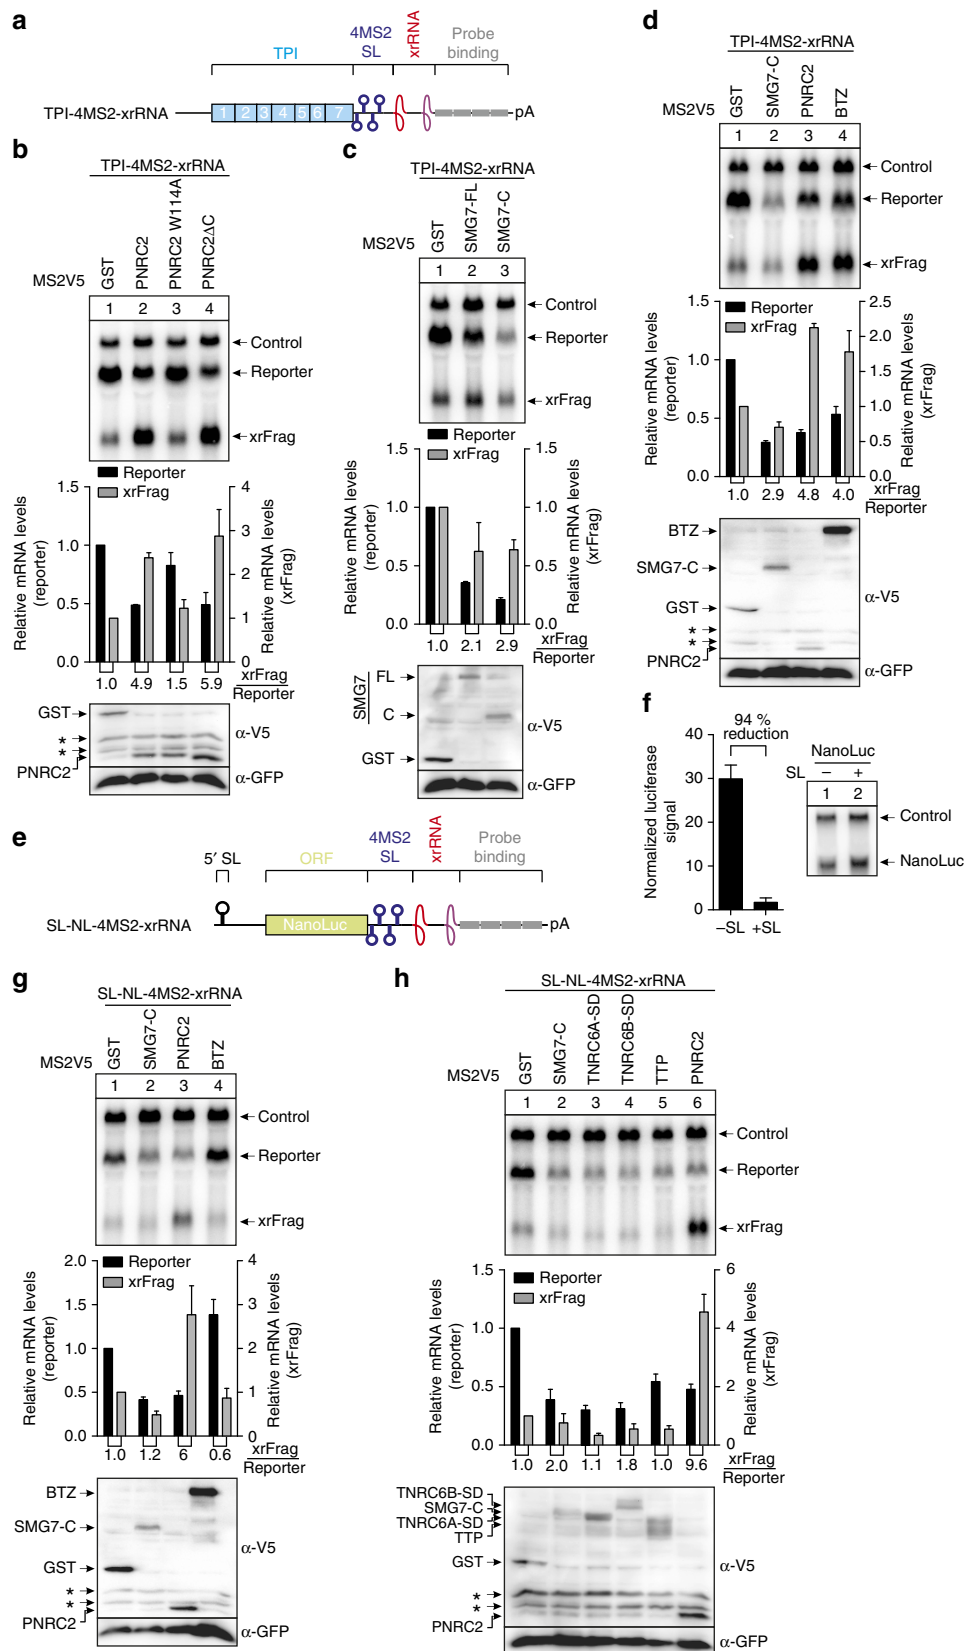 a
TPI
4MS2
SL
xrRNA
Probe
binding
TPI-4MS2-xrRNA
1 2 3 4 5 6 7
pA
b
TPI-4MS2-xrRNA
MS2V5
GST
PNRC2
PNRC2 W114A
PNRC2ΔC
1 2 3 4
Control
Reporter
xrFrag
Reporter
xrFrag
Relative mRNA levels
(reporter)
1.5
1.0
0.5
0.0
4
3
2
1
0
Relative mRNA levels
(xrFrag)
1.0 4.9 1.5 5.9
xrFrag
Reporter
GST
*
*
PNRC2
α-V5
α-GFP
c
TPI-4MS2-xrRNA
MS2V5
GST
SMG7-FL
SMG7-C
1 2 3
Control
Reporter
xrFrag
Reporter
xrFrag
Relative mRNA levels
(reporter)
1.5
1.0
0.5
0.0
1.5
1.0
0.5
0.0
Relative mRNA levels
(xrFrag)
1.0 2.1 2.9
xrFrag
Reporter
SMG7
FL
C
GST
α-V5
α-GFP
d
TPI-4MS2-xrRNA
MS2V5
GST
SMG7-C
PNRC2
BTZ
1 2 3 4
Control
Reporter
xrFrag
Reporter
xrFrag
Relative mRNA levels
(reporter)
1.5
1.0
0.5
0.0
2.5
2.0
1.5
1.0
0.5
0.0
Relative mRNA levels
(xrFrag)
1.0 2.9 4.8 4.0
xrFrag
Reporter
BTZ
SMG7-C
GST
*
*
PNRC2
α-V5
α-GFP
e
5′ SL
ORF
4MS2
SL
xrRNA
Probe
binding
SL-NL-4MS2-xrRNA
NanoLuc
pA
f
94 %
reduction
Normalized luciferase
signal
40
30
20
10
0
–SL +SL
NanoLuc
SL – +
1 2
Control
NanoLuc
g
SL-NL-4MS2-xrRNA
MS2V5
GST
SMG7-C
PNRC2
BTZ
1 2 3 4
Control
Reporter
xrFrag
Reporter
xrFrag
Relative mRNA levels
(reporter)
2.0
1.5
1.0
0.5
0.0
4
3
2
1
0
Relative mRNA levels
(xrFrag)
1.0 1.2 6 0.6
xrFrag
Reporter
BTZ
SMG7-C
GST
*
*
PNRC2
α-V5
α-GFP
h
SL-NL-4MS2-xrRNA
MS2V5
GST
SMG7-C
TNRC6A-SD
TNRC6B-SD
TTP
PNRC2
1 2 3 4 5 6
Control
Reporter
xrFrag
Reporter
xrFrag
Relative mRNA levels
(reporter)
1.5
1.0
0.5
0.0
6
4
2
0
Relative mRNA levels
(xrFrag)
1.0 2.0 1.1 1.8 1.0 9.6
xrFrag
Reporter
TNRC6B-SD
SMG7-C
TNRC6A-SD
TTP
GST
*
*
PNRC2
α-V5
α-GFP